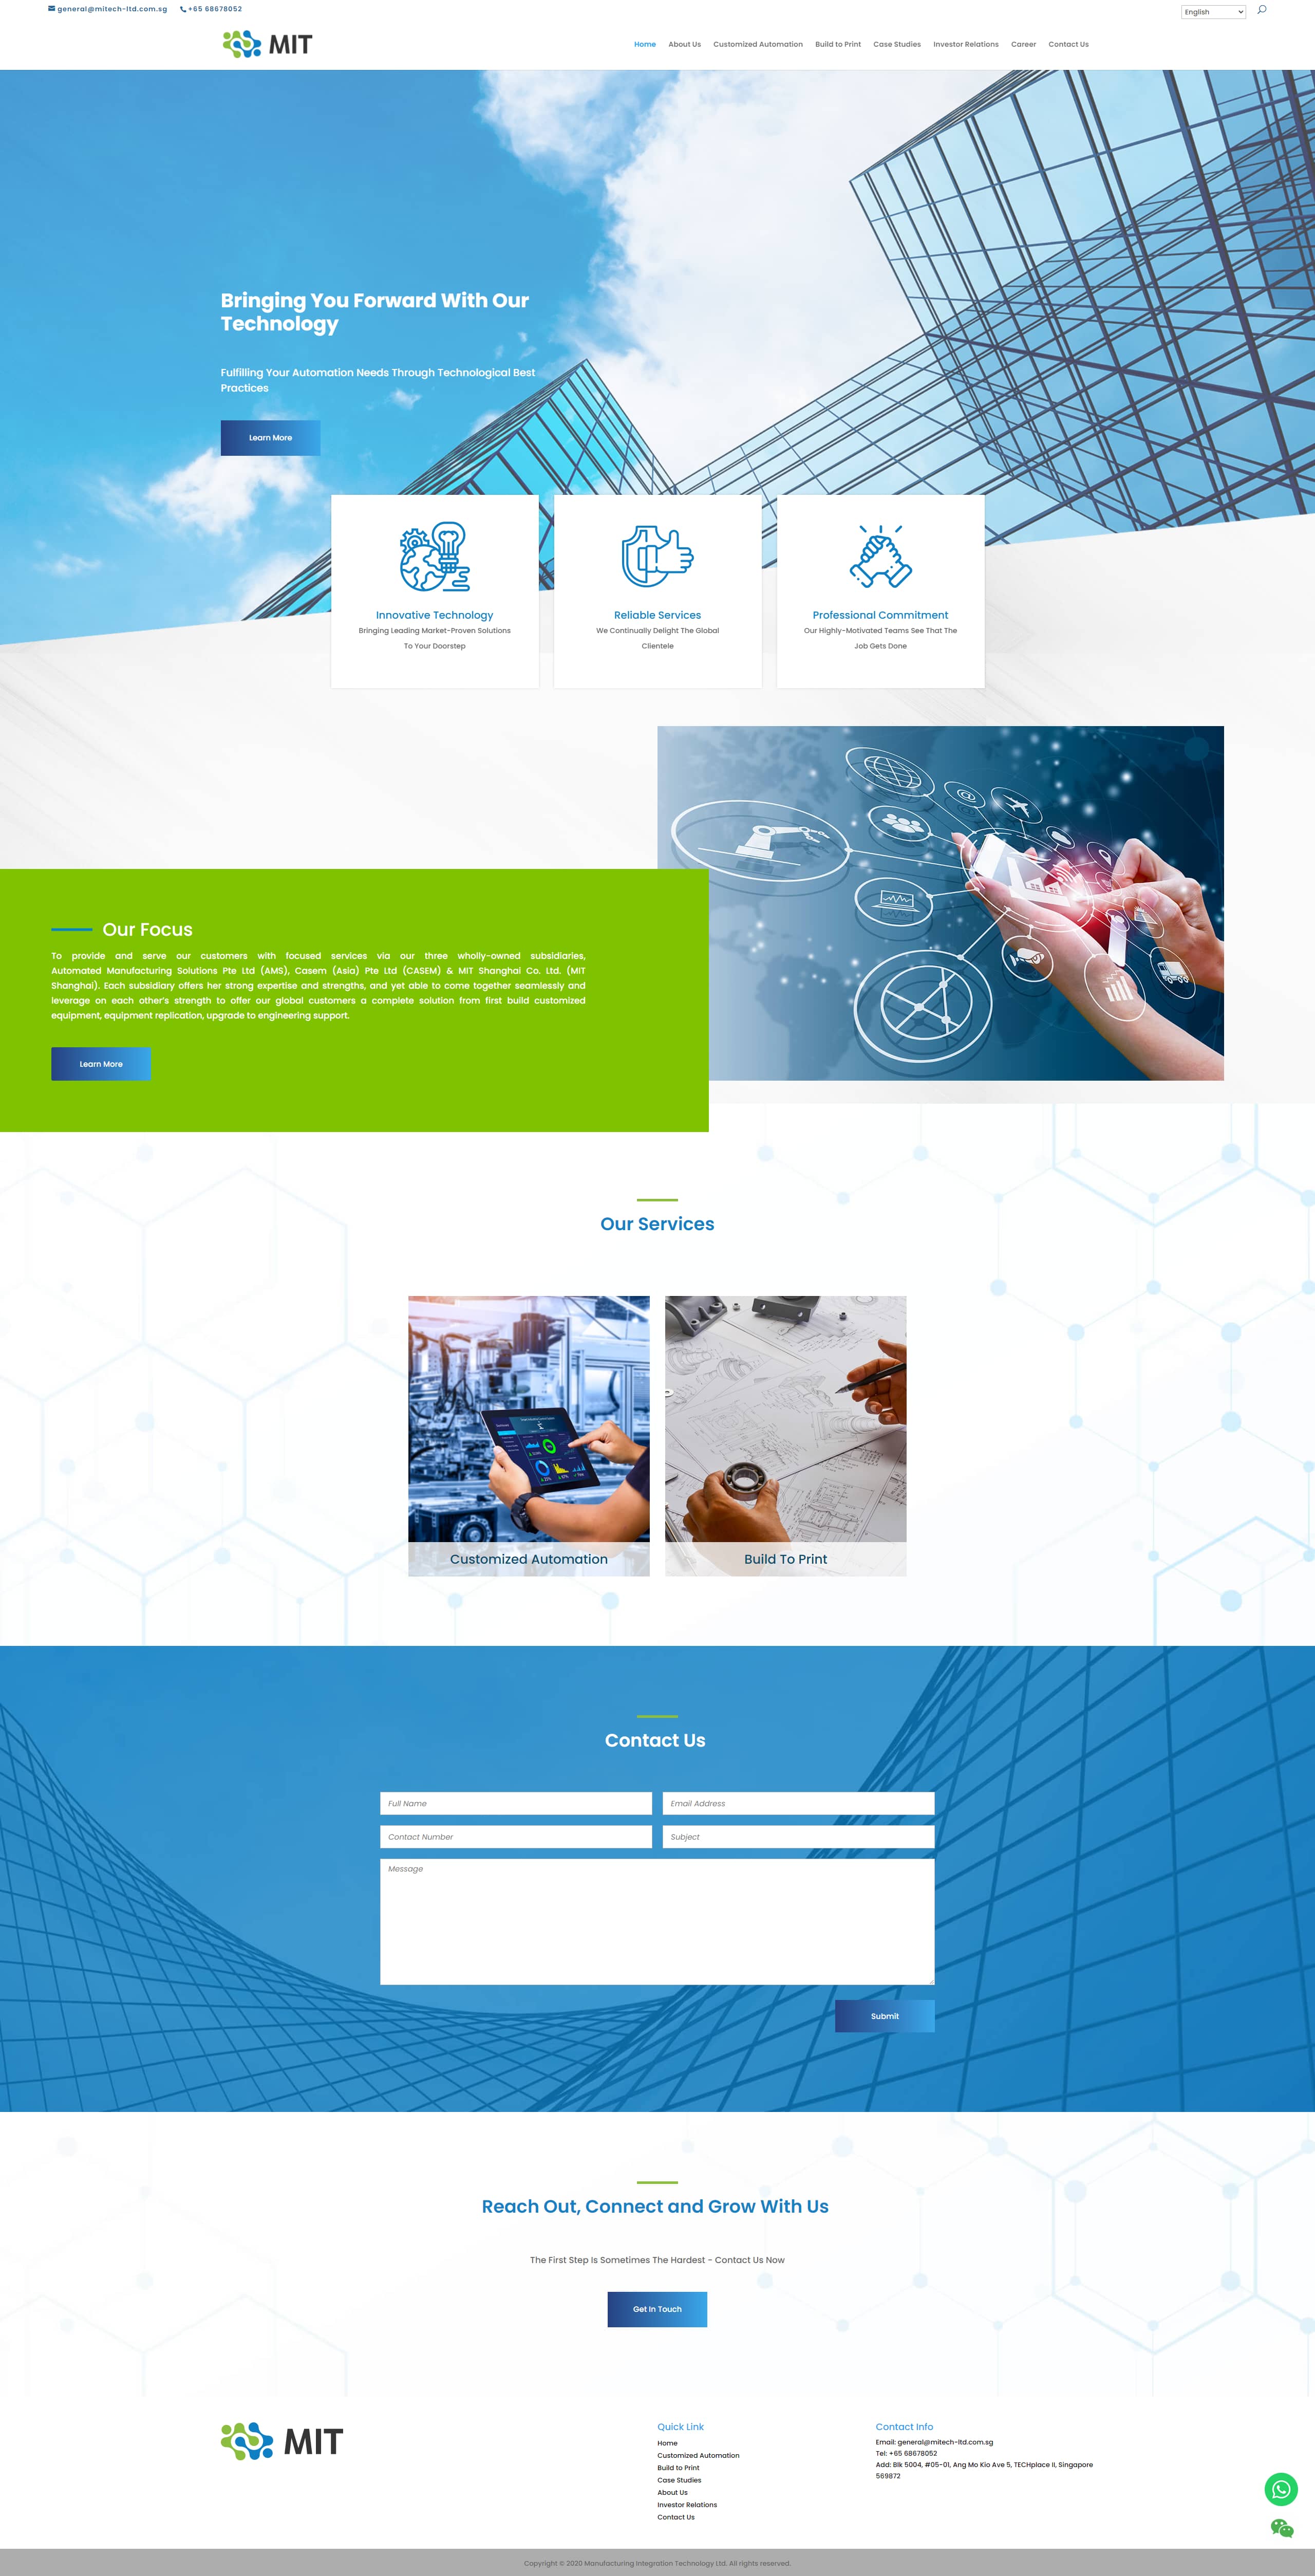 general@mitech-ltd.com.sg +65 68678052 English
MIT
Home About Us Customized Automation Build to Print Case Studies Investor Relations Career Contact Us
Bringing You Forward With Our
Technology
Fulfilling Your Automation Needs Through Technological Best
Practices
Learn More
Innovative Technology
Bringing Leading Market-Proven Solutions
To Your Doorstep
Reliable Services
We Continually Delight The Global
Clientele
Professional Commitment
Our Highly-Motivated Teams See That The
Job Gets Done
Our Focus
To provide and serve our customers with focused services via our three wholly-owned subsidiaries,
Automated Manufacturing Solutions Pte Ltd (AMS), Casem (Asia) Pte Ltd (CASEM) & MIT Shanghai Co. Ltd. (MIT
Shanghai). Each subsidiary offers her strong expertise and strengths, and yet able to come together seamlessly and
leverage on each other's strength to offer our global customers a complete solution from first build customized
equipment, equipment replication, upgrade to engineering support.
Learn More
Our Services
Customized Automation
Build To Print
Contact Us
Full Name
Email Address
Contact Number
Subject
Message
Submit
Reach Out, Connect and Grow With Us
The First Step Is Sometimes The Hardest - Contact Us Now
Get In Touch
MIT
Quick Link
Home
Customized Automation
Build to Print
Case Studies
About Us
Investor Relations
Contact Us
Contact Info
Email: general@mitech-ltd.com.sg
Tel: +65 68678052
Add: Blk 5004, #05-01, Ang Mo Kio Ave 5, TECHplace II, Singapore
569872
Copyright © 2020 Manufacturing Integration Technology Ltd. All rights reserved.